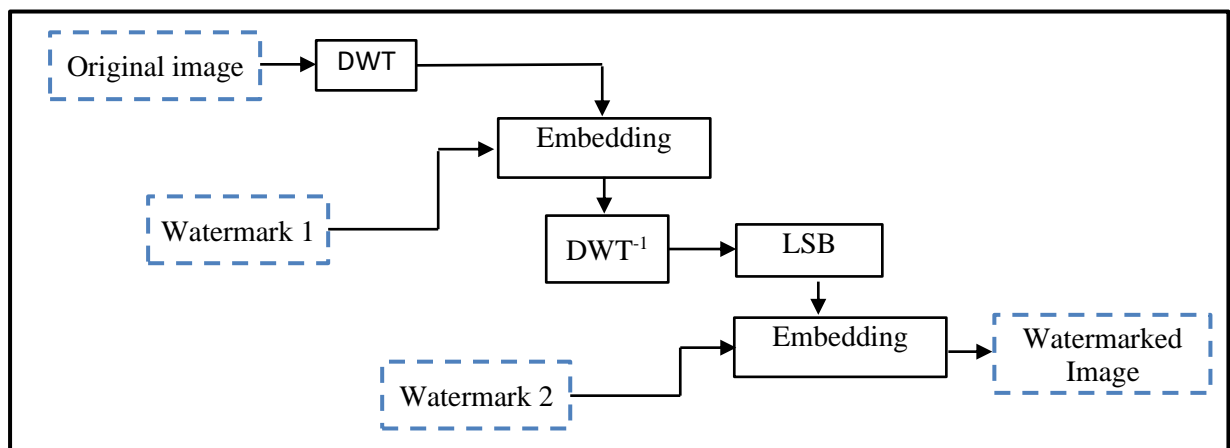 Original image
DWT
Embedding
Watermark 1
DWT⁻¹
LSB
Embedding
Watermarked
Image
Watermark 2